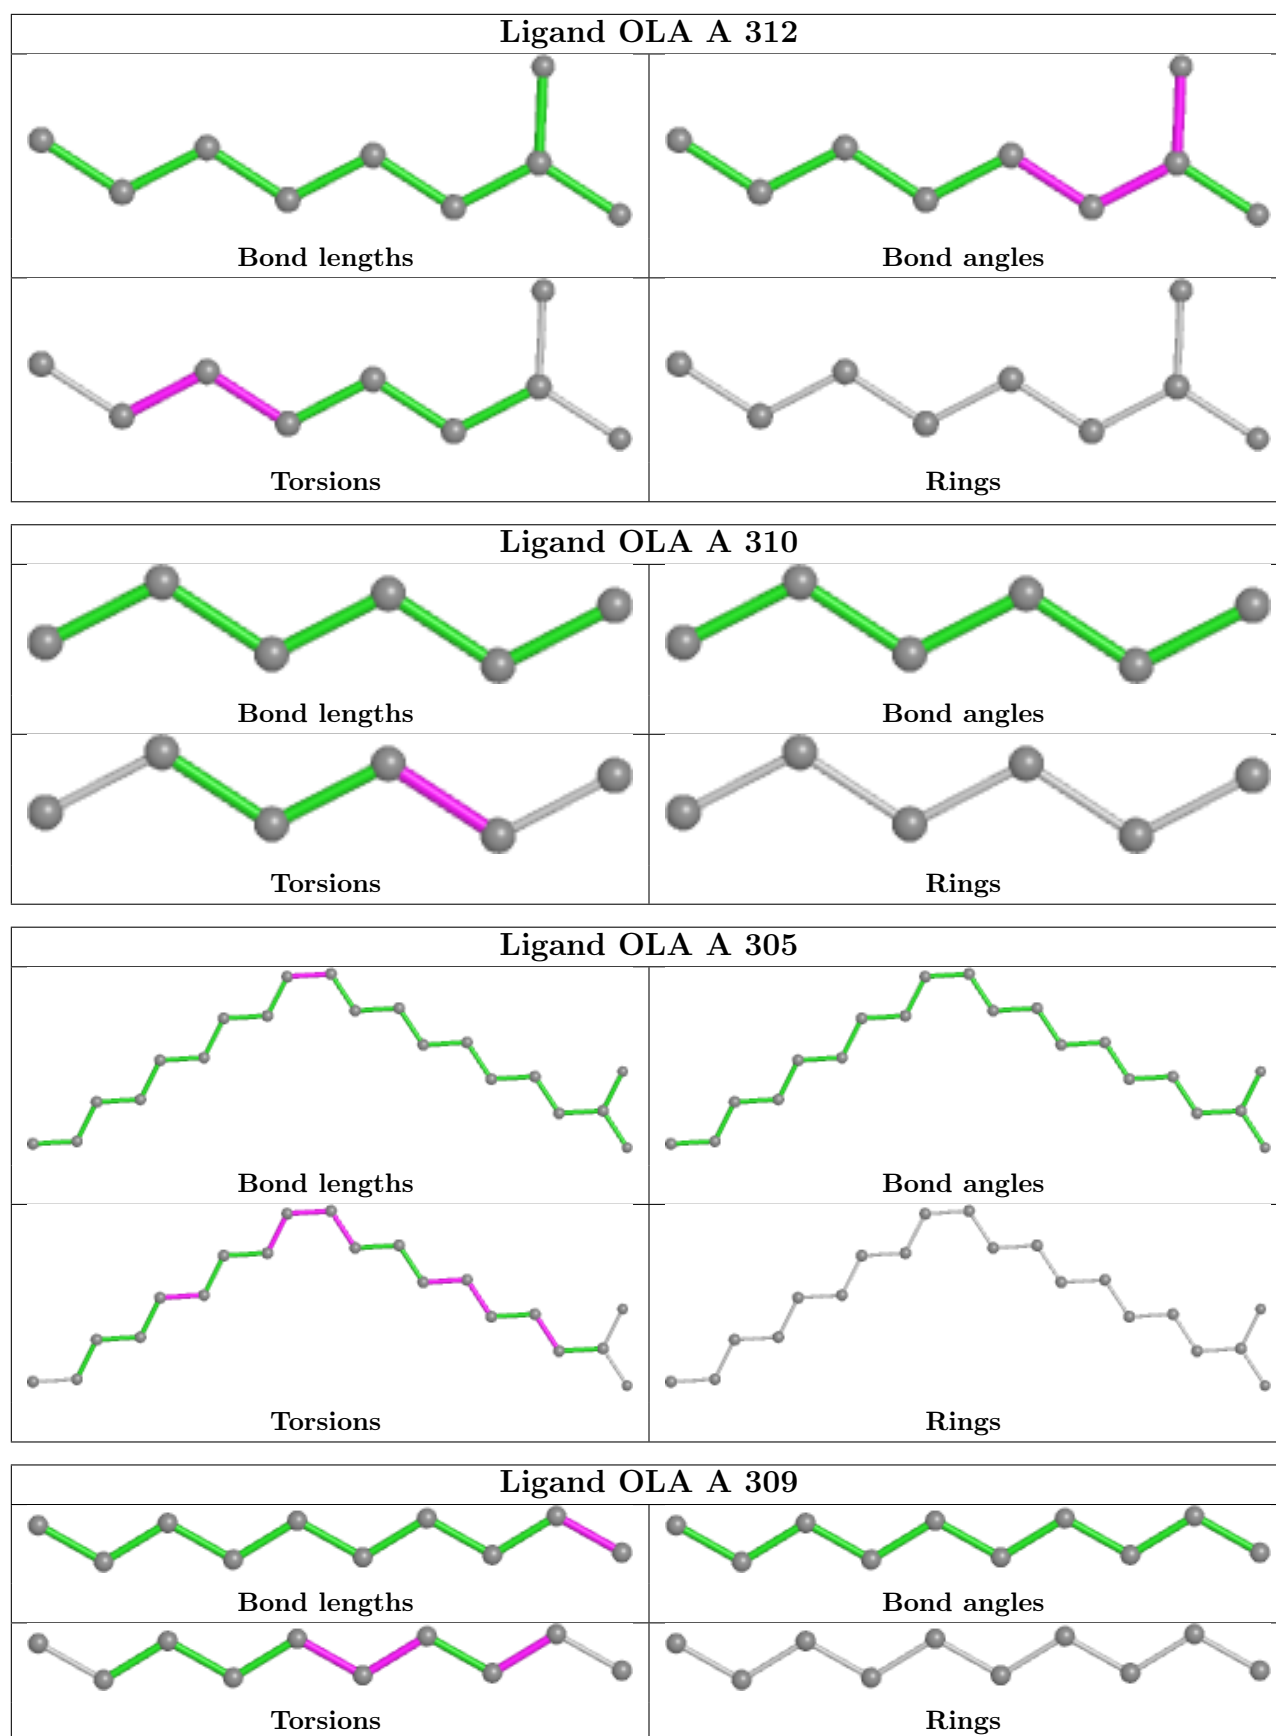 Ligand OLA A 312
Bond lengths
Bond angles
Torsions
Rings
Ligand OLA A 310
Bond lengths
Bond angles
Torsions
Rings
Ligand OLA A 305
Bond lengths
Bond angles
Torsions
Rings
Ligand OLA A 309
Bond lengths
Bond angles
Torsions
Rings